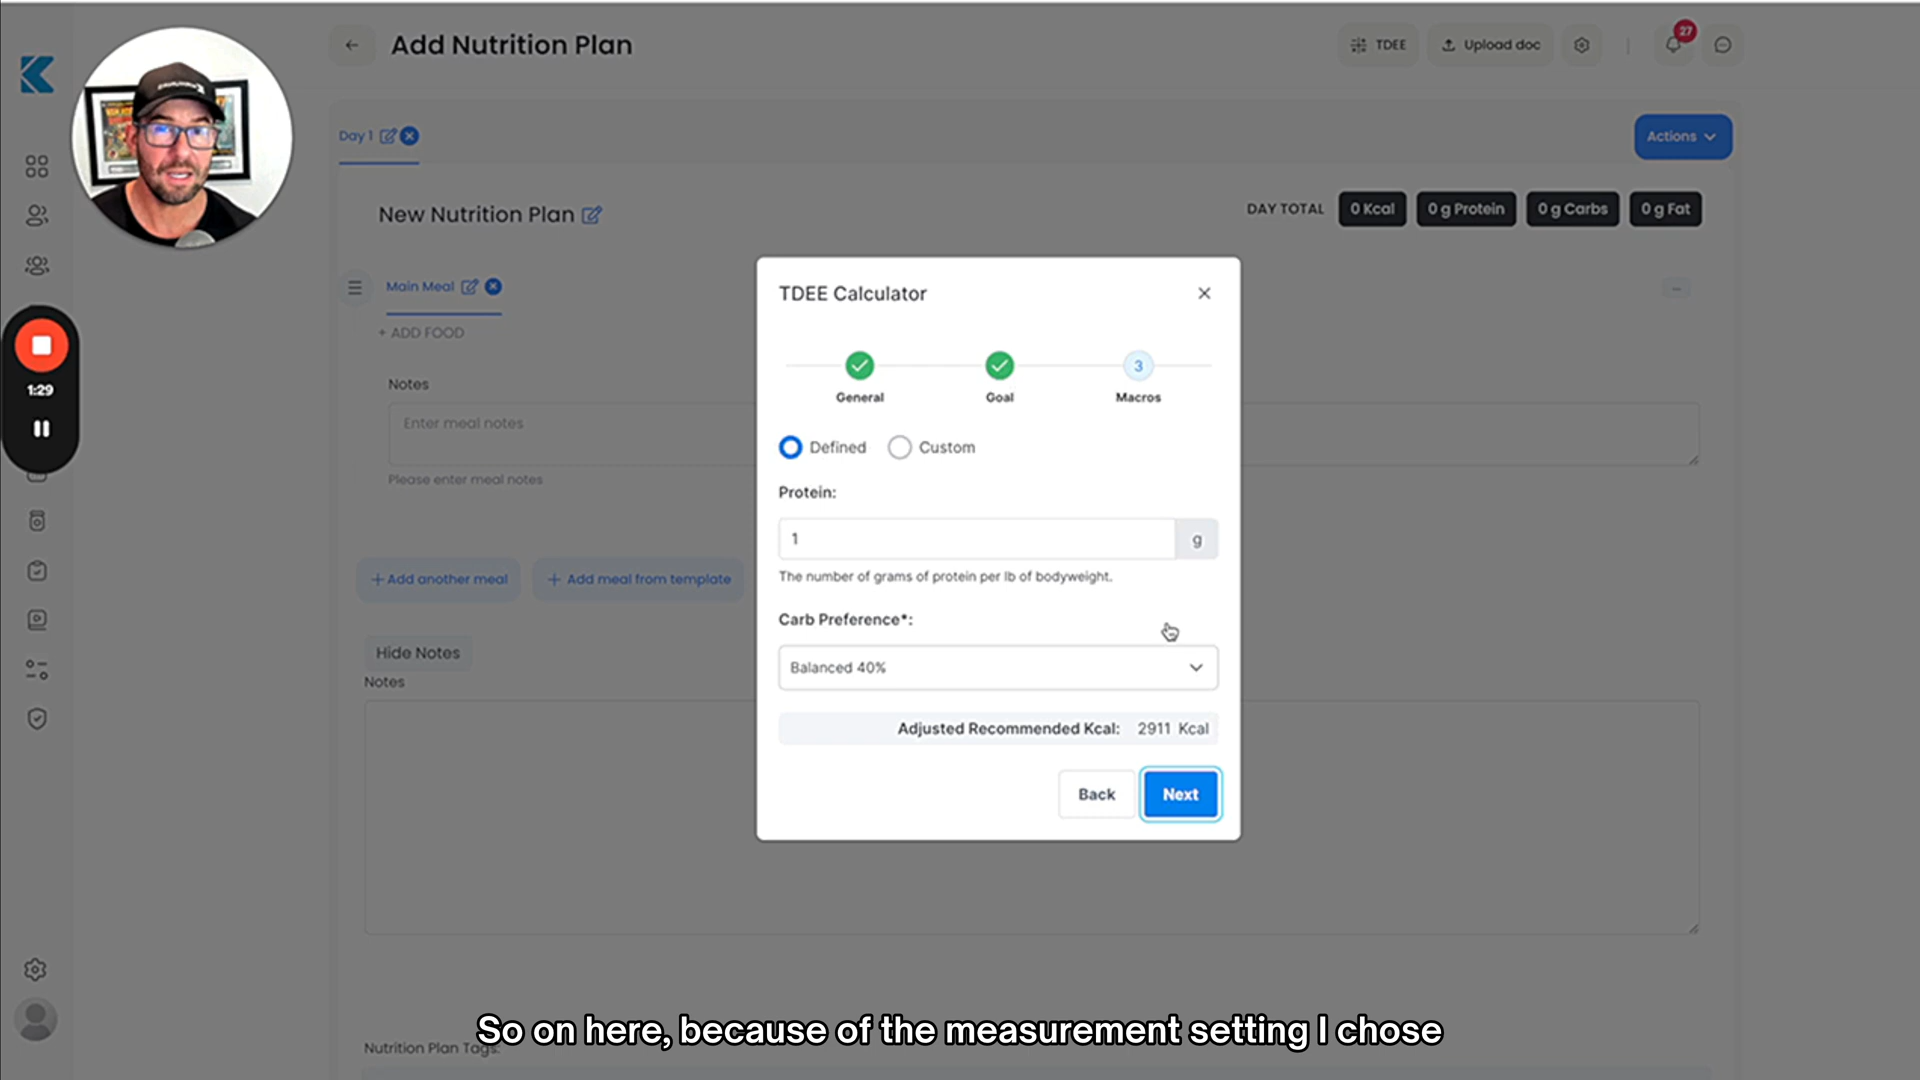 Add Nutrition Plan
TDEE
Upload doc
27
Day 1
Actions
New Nutrition Plan
DAY TOTAL
0 Kcal
0 g Protein
0 g Carbs
0 g Fat
Main Meal
+ ADD FOOD
Notes
Enter meal notes
Please enter meal notes
+ Add another meal
+ Add meal from template
Hide Notes
Notes
Nutrition Plan Tags:
1:29
TDEE Calculator
3
General
Goal
Macros
Defined
Custom
Protein:
1
g
The number of grams of protein per lb of bodyweight.
Carb Preference*:
Balanced 40%
Adjusted Recommended Kcal: 2911 Kcal
Back
Next
So on here, because of the measurement setting I chose